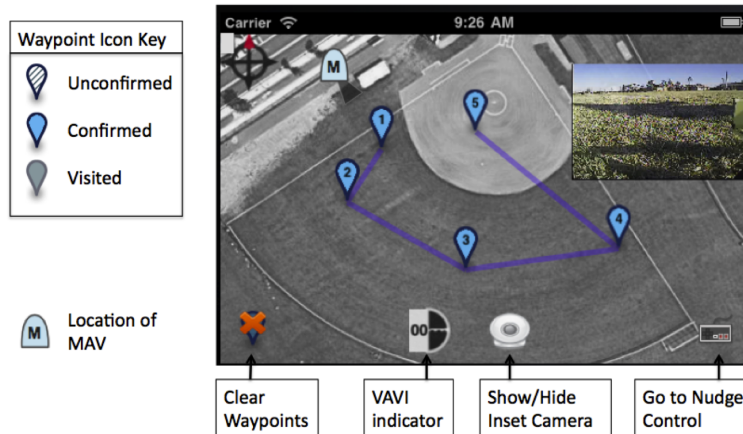 Waypoint Icon Key
Unconfirmed
Confirmed
Visited
M
Location of
MAV
Carrier
9:26 AM
M
1
5
2
3
4
00
Clear
Waypoints
VAVI
indicator
Show/Hide
Inset Camera
Go to Nudge
Control